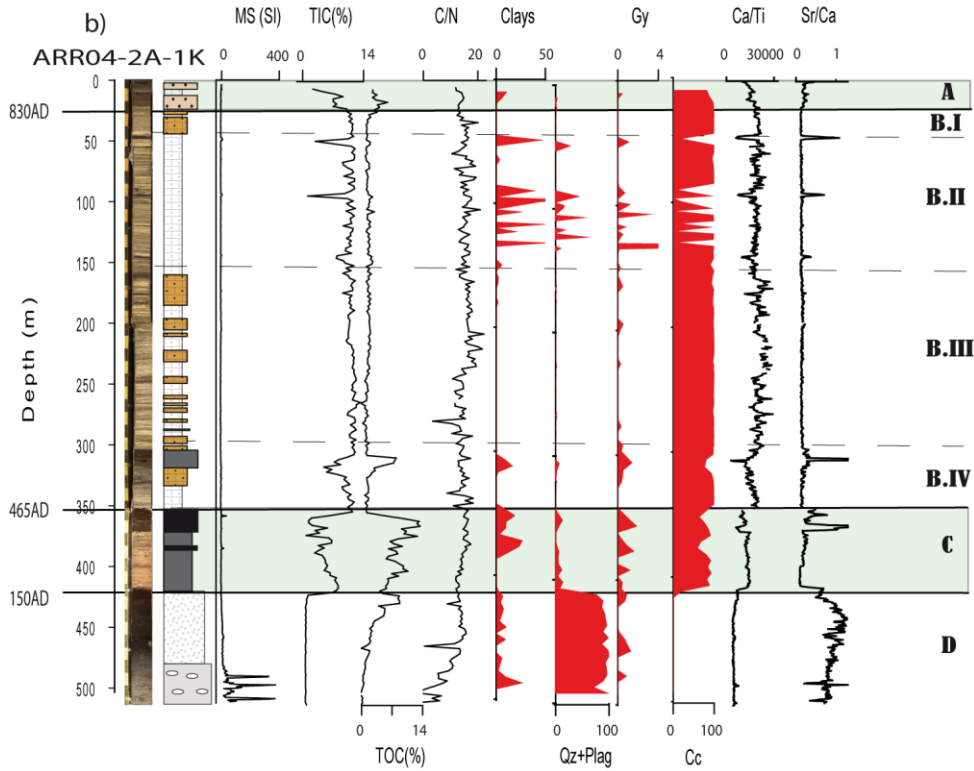 b)
MS (SI) TIC(%) C/N Clays Gy Ca/Ti Sr/Ca
ARR04-2A-1K
0 400 0 14 0 20 0 50 0 4 0 30000 0 1
0
A
830AD
B.I
50
B.II
100
150
200
B.III
250
300
B.IV
350
465AD
C
400
150AD
450
D
500
Depth (m)
0 14 0 100 0 100
TOC(%) Qz+Plag Cc